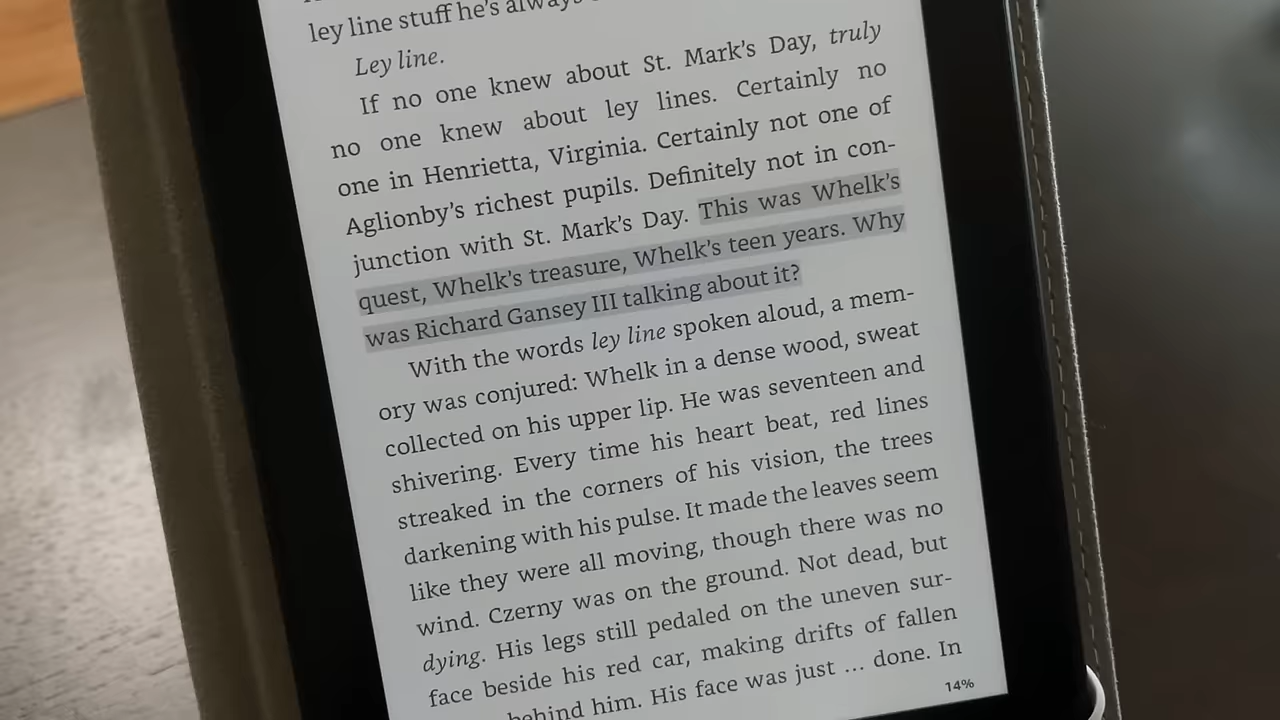 ley line stuff he's always
Ley line.
If no one knew about St. Mark's Day, truly
no one knew about ley lines. Certainly no
one in Henrietta, Virginia. Certainly not one of
Aglionby's richest pupils. Definitely not in con-
junction with St. Mark's Day. This was Whelk's
quest, Whelk's treasure, Whelk's teen years. Why
was Richard Gansey III talking about it?
With the words ley line spoken aloud, a mem-
ory was conjured: Whelk in a dense wood, sweat
collected on his upper lip. He was seventeen and
shivering. Every time his heart beat, red lines
streaked in the corners of his vision, the trees
darkening with his pulse. It made the leaves seem
like they were all moving, though there was no
wind. Czerny was on the ground. Not dead, but
dying. His legs still pedaled on the uneven sur-
face beside his red car, making drifts of fallen
behind him. His face was just … done. In
14%